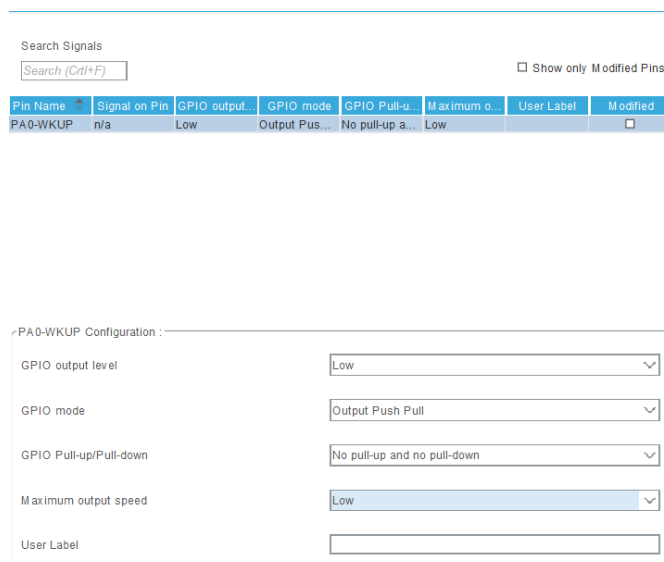 Search Signals
Search (Crtl+F)
Show only Modified Pins
Pin Name Signal on Pin GPIO output... GPIO mode GPIO Pull-u... Maximum o... User Label Modified
PA0-WKUP n/a Low Output Pus... No pull-up a... Low
PA0-WKUP Configuration :
GPIO output level Low
GPIO mode Output Push Pull
GPIO Pull-up/Pull-down No pull-up and no pull-down
Maximum output speed Low
User Label